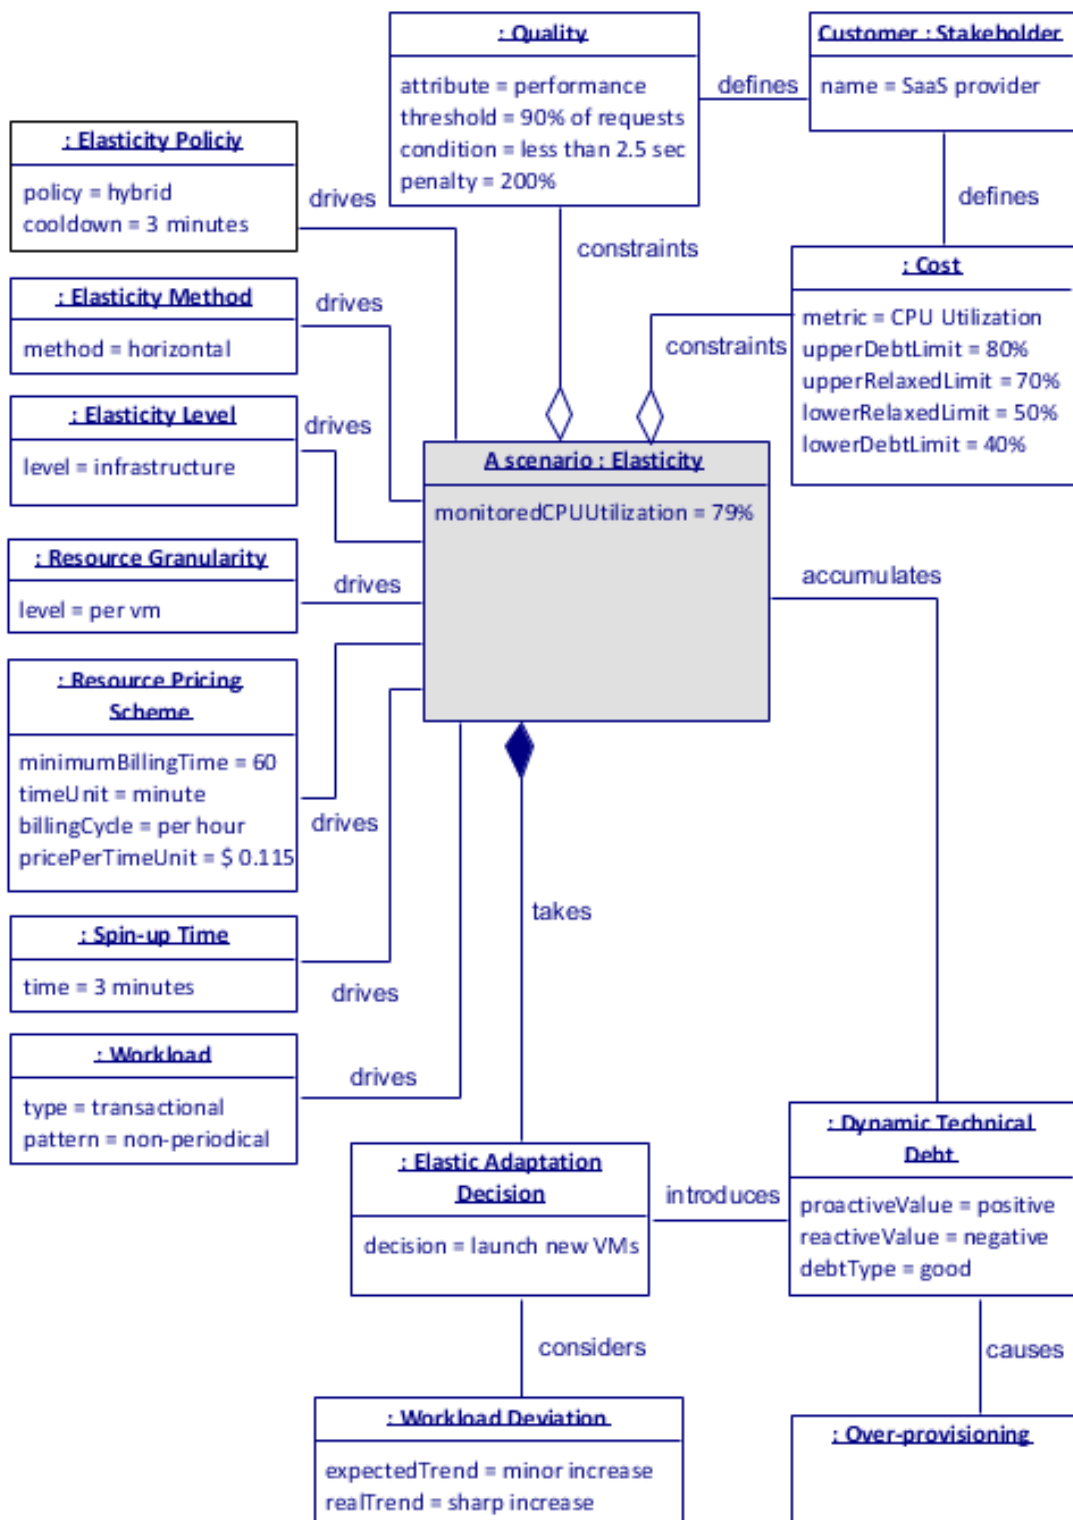 : Quality
attribute = performance
threshold = 90% of requests
condition = less than 2.5 sec
penalty = 200%
defines
Customer : Stakeholder
name = SaaS provider
: Elasticity Policiy
policy = hybrid
cooldown = 3 minutes
drives
constraints
defines
: Elasticity Method
method = horizontal
drives
: Cost
metric = CPU Utilization
upperDebtLimit = 80%
upperRelaxedLimit = 70%
lowerRelaxedLimit = 50%
lowerDebtLimit = 40%
constraints
: Elasticity Level
level = infrastructure
drives
A scenario : Elasticity
monitoredCPUUtilization = 79%
: Resource Granularity
level = per vm
drives
accumulates
: Resource Pricing
Scheme
minimumBillingTime = 60
timeUnit = minute
billingCycle = per hour
pricePerTimeUnit = $ 0.115
drives
takes
: Spin-up Time
time = 3 minutes
drives
: Workload
type = transactional
pattern = non-periodical
drives
: Elastic Adaptation
Decision
decision = launch new VMs
introduces
: Dynamic Technical
Debt
proactiveValue = positive
reactiveValue = negative
debtType = good
considers
causes
: Workload Deviation
expectedTrend = minor increase
realTrend = sharp increase
: Over-provisioning